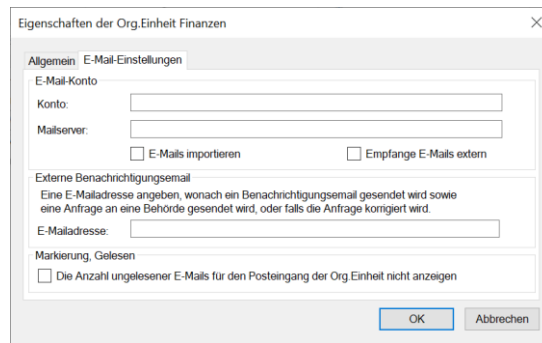 Eigenschaften der Org.Einheit Finanzen
Allgemein E-Mail-Einstellungen
E-Mail-Konto
Konto:
Mailserver:
E-Mails importieren Empfange E-Mails extern
Externe Benachrichtigungsemail
Eine E-Mailadresse angeben, wonach ein Benachrichtigungsemail gesendet wird sowie
eine Anfrage an eine Behörde gesendet wird, oder falls die Anfrage korrigiert wird.
E-Mailadresse:
Markierung, Gelesen
Die Anzahl ungelesener E-Mails für den Posteingang der Org.Einheit nicht anzeigen
OK Abbrechen